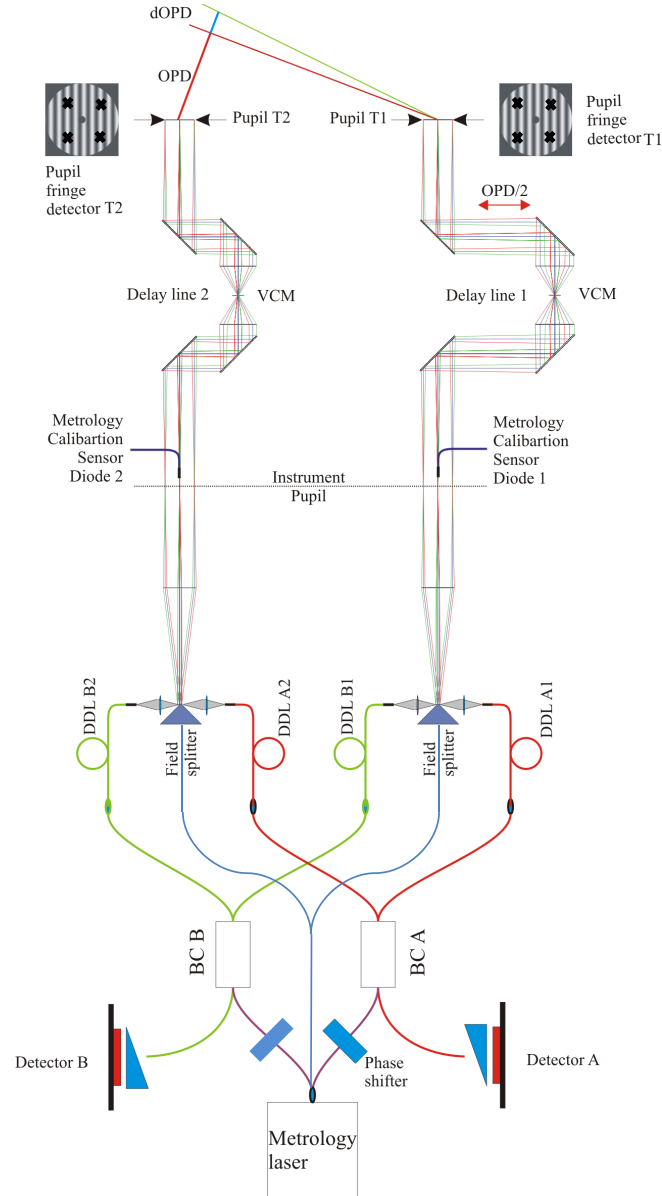 dOPD
OPD
Pupil T2
Pupil T1
Pupil
fringe
detector T1
Pupil
fringe
detector T2
OPD/2
Delay line 2
VCM
Delay line 1
VCM
Metrology
Calibartion
Sensor
Diode 2
Metrology
Calibartion
Sensor
Diode 1
Instrument
Pupil
DDL B2
Field
splitter
DDL A2
DDL B1
Field
splitter
DDL A1
BC B
BC A
Detector B
Phase
shifter
Detector A
Metrology
laser